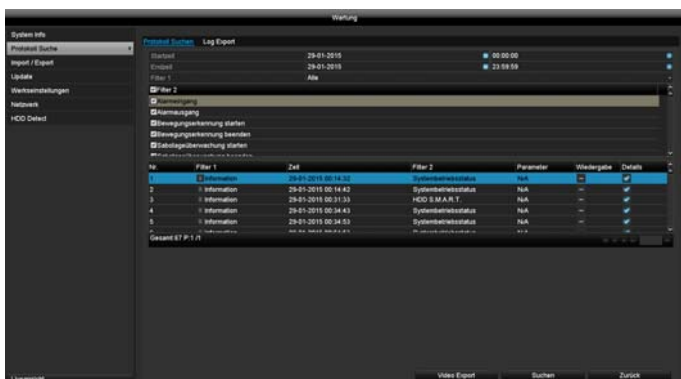 Wartung
System Info
Protokoll Suche
Import / Export
Update
Werkseinstellungen
Netzwerk
HDD Detect
Protokoll Suchen Log Export
Startzeit 29-01-2015 00:00:00
Endzeit 29-01-2015 23:59:59
Filter 1 Alle
Filter 2
Alarmeingang
Alarmausgang
Bewegungserkennung starten
Bewegungserkennung beenden
Sabotageüberwachung starten
Sabotageüberwachung beenden
Nr. Filter 1 Zeit Filter 2 Parameter Wiedergabe Details
1 Information 29-01-2015 00:14:32 Systembetriebsstatus N/A
2 Information 29-01-2015 00:14:42 Systembetriebsstatus N/A
3 Information 29-01-2015 00:31:33 HDD S.M.A.R.T. N/A
4 Information 29-01-2015 00:34:43 Systembetriebsstatus N/A
5 Information 29-01-2015 00:34:53 Systembetriebsstatus N/A
Information Systembetriebsstatus N/A
Gesamt:67 P:1 /1
Liveansicht
Video Export Suchen Zurück